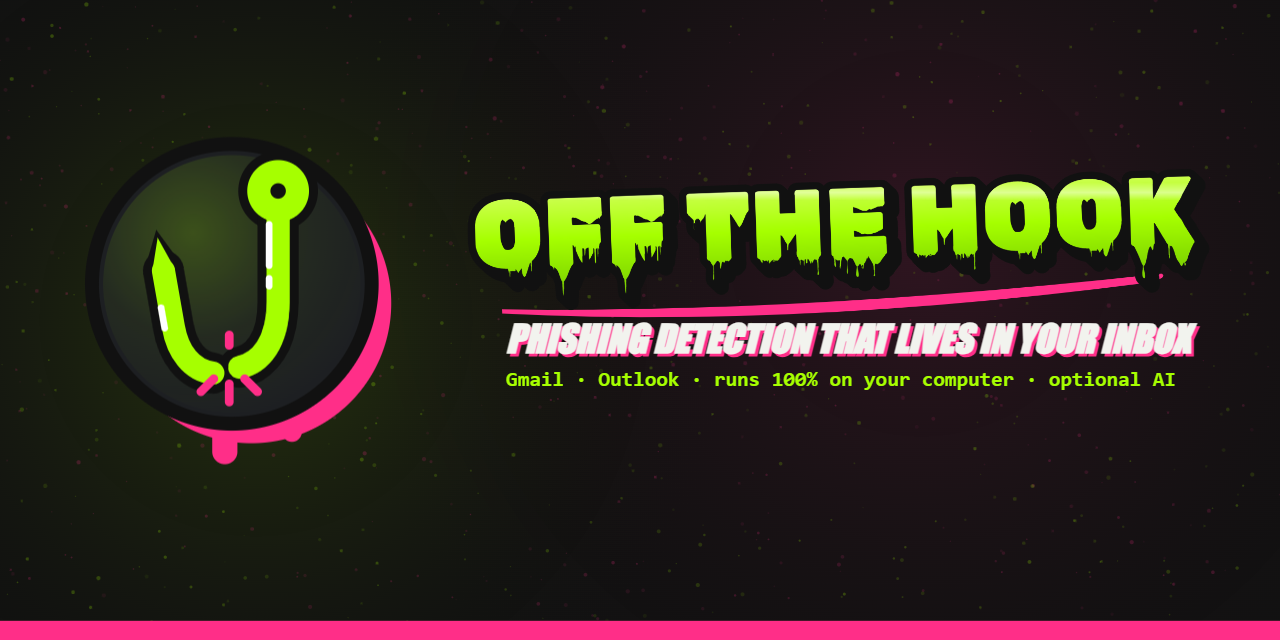 OFF THE HOOK
PHISHING DETECTION THAT LIVES IN YOUR INBOX
Gmail · Outlook · runs 100% on your computer · optional AI